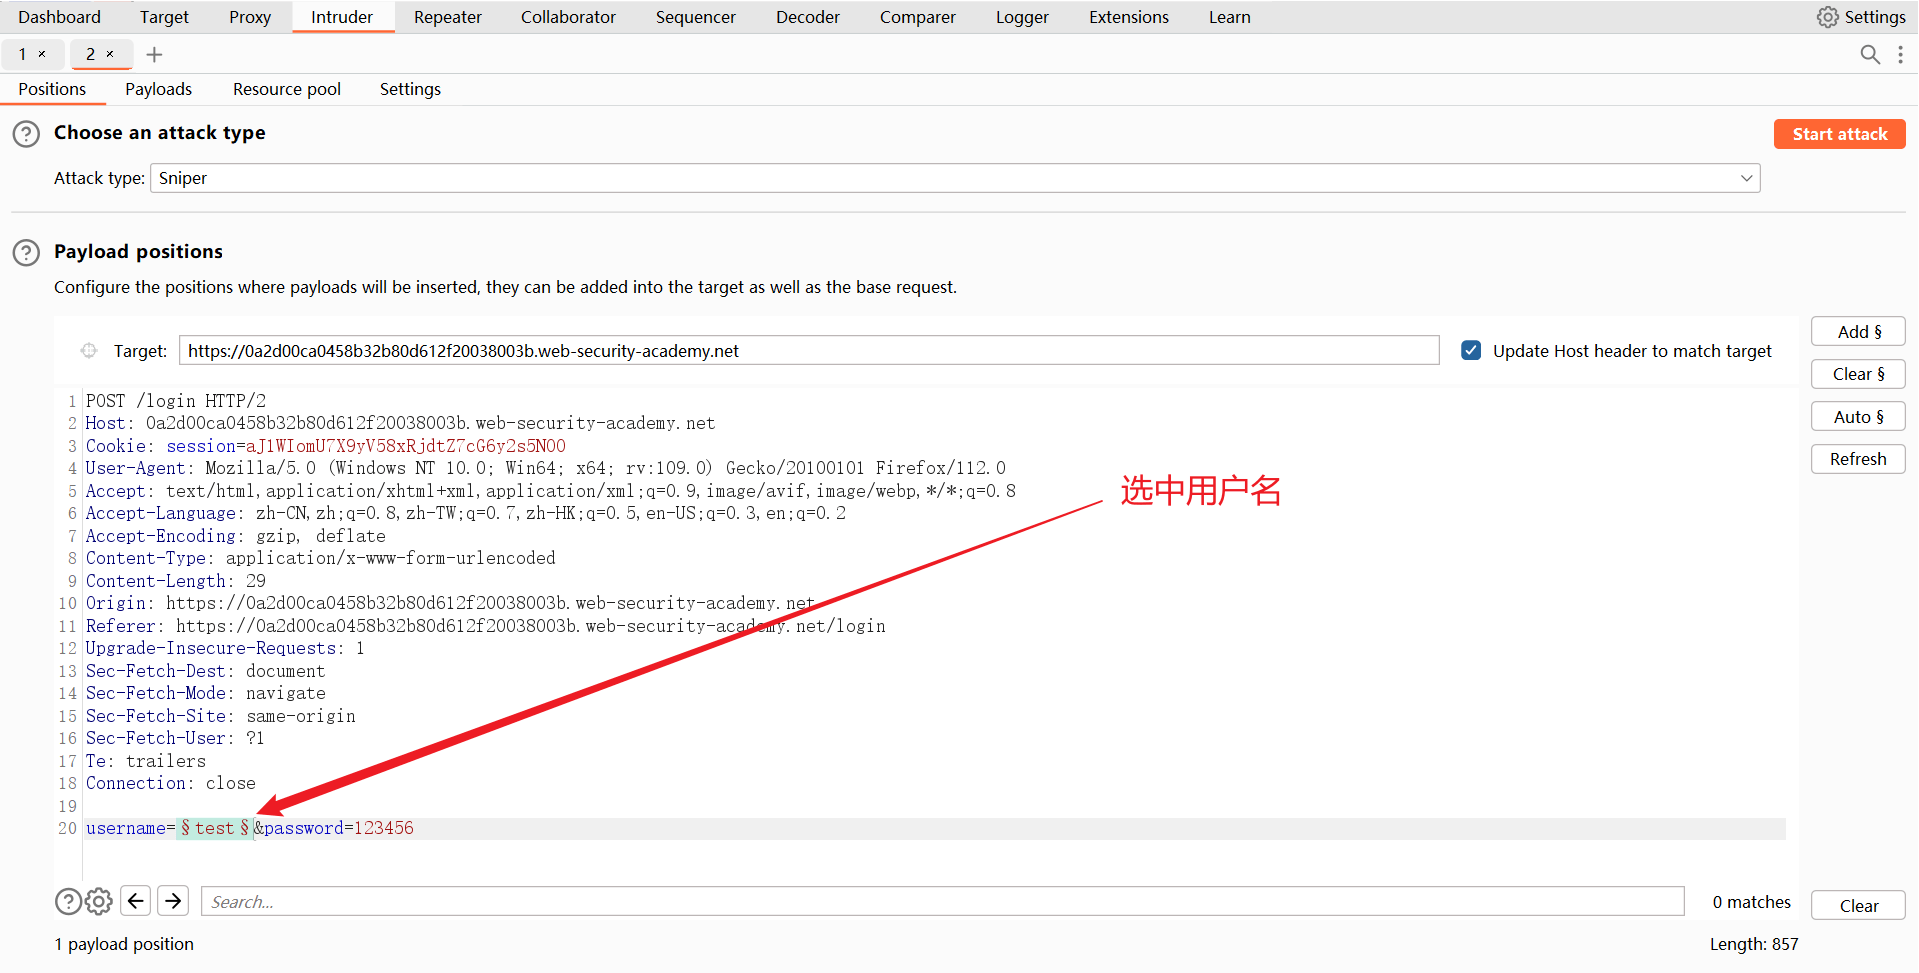 Dashboard Target Proxy Intruder Repeater Collaborator Sequencer Decoder Comparer Logger Extensions Learn Settings
1 × 2 × +
Positions Payloads Resource pool Settings
? Choose an attack type
Start attack
Attack type: Sniper
? Payload positions
Configure the positions where payloads will be inserted, they can be added into the target as well as the base request.
Target: https://0a2d00ca0458b32b80d612f20038003b.web-security-academy.net
Update Host header to match target
Add §
Clear §
Auto §
Refresh
1 POST /login HTTP/2
2 Host: 0a2d00ca0458b32b80d612f20038003b.web-security-academy.net
3 Cookie: session=aJ1WIomU7X9yV58xRjdtZ7cG6y2s5N00
4 User-Agent: Mozilla/5.0 (Windows NT 10.0; Win64; x64; rv:109.0) Gecko/20100101 Firefox/112.0
5 Accept: text/html,application/xhtml+xml,application/xml;q=0.9,image/avif,image/webp,*/*;q=0.8
选中用户名
6 Accept-Language: zh-CN,zh;q=0.8,zh-TW;q=0.7,zh-HK;q=0.5,en-US;q=0.3,en;q=0.2
7 Accept-Encoding: gzip, deflate
8 Content-Type: application/x-www-form-urlencoded
9 Content-Length: 29
10 Origin: https://0a2d00ca0458b32b80d612f20038003b.web-security-academy.net
11 Referer: https://0a2d00ca0458b32b80d612f20038003b.web-security-academy.net/login
12 Upgrade-Insecure-Requests: 1
13 Sec-Fetch-Dest: document
14 Sec-Fetch-Mode: navigate
15 Sec-Fetch-Site: same-origin
16 Sec-Fetch-User: ?1
17 Te: trailers
18 Connection: close
19
20 username=§test§&password=123456
? Search... 0 matches
Clear
1 payload position
Length: 857